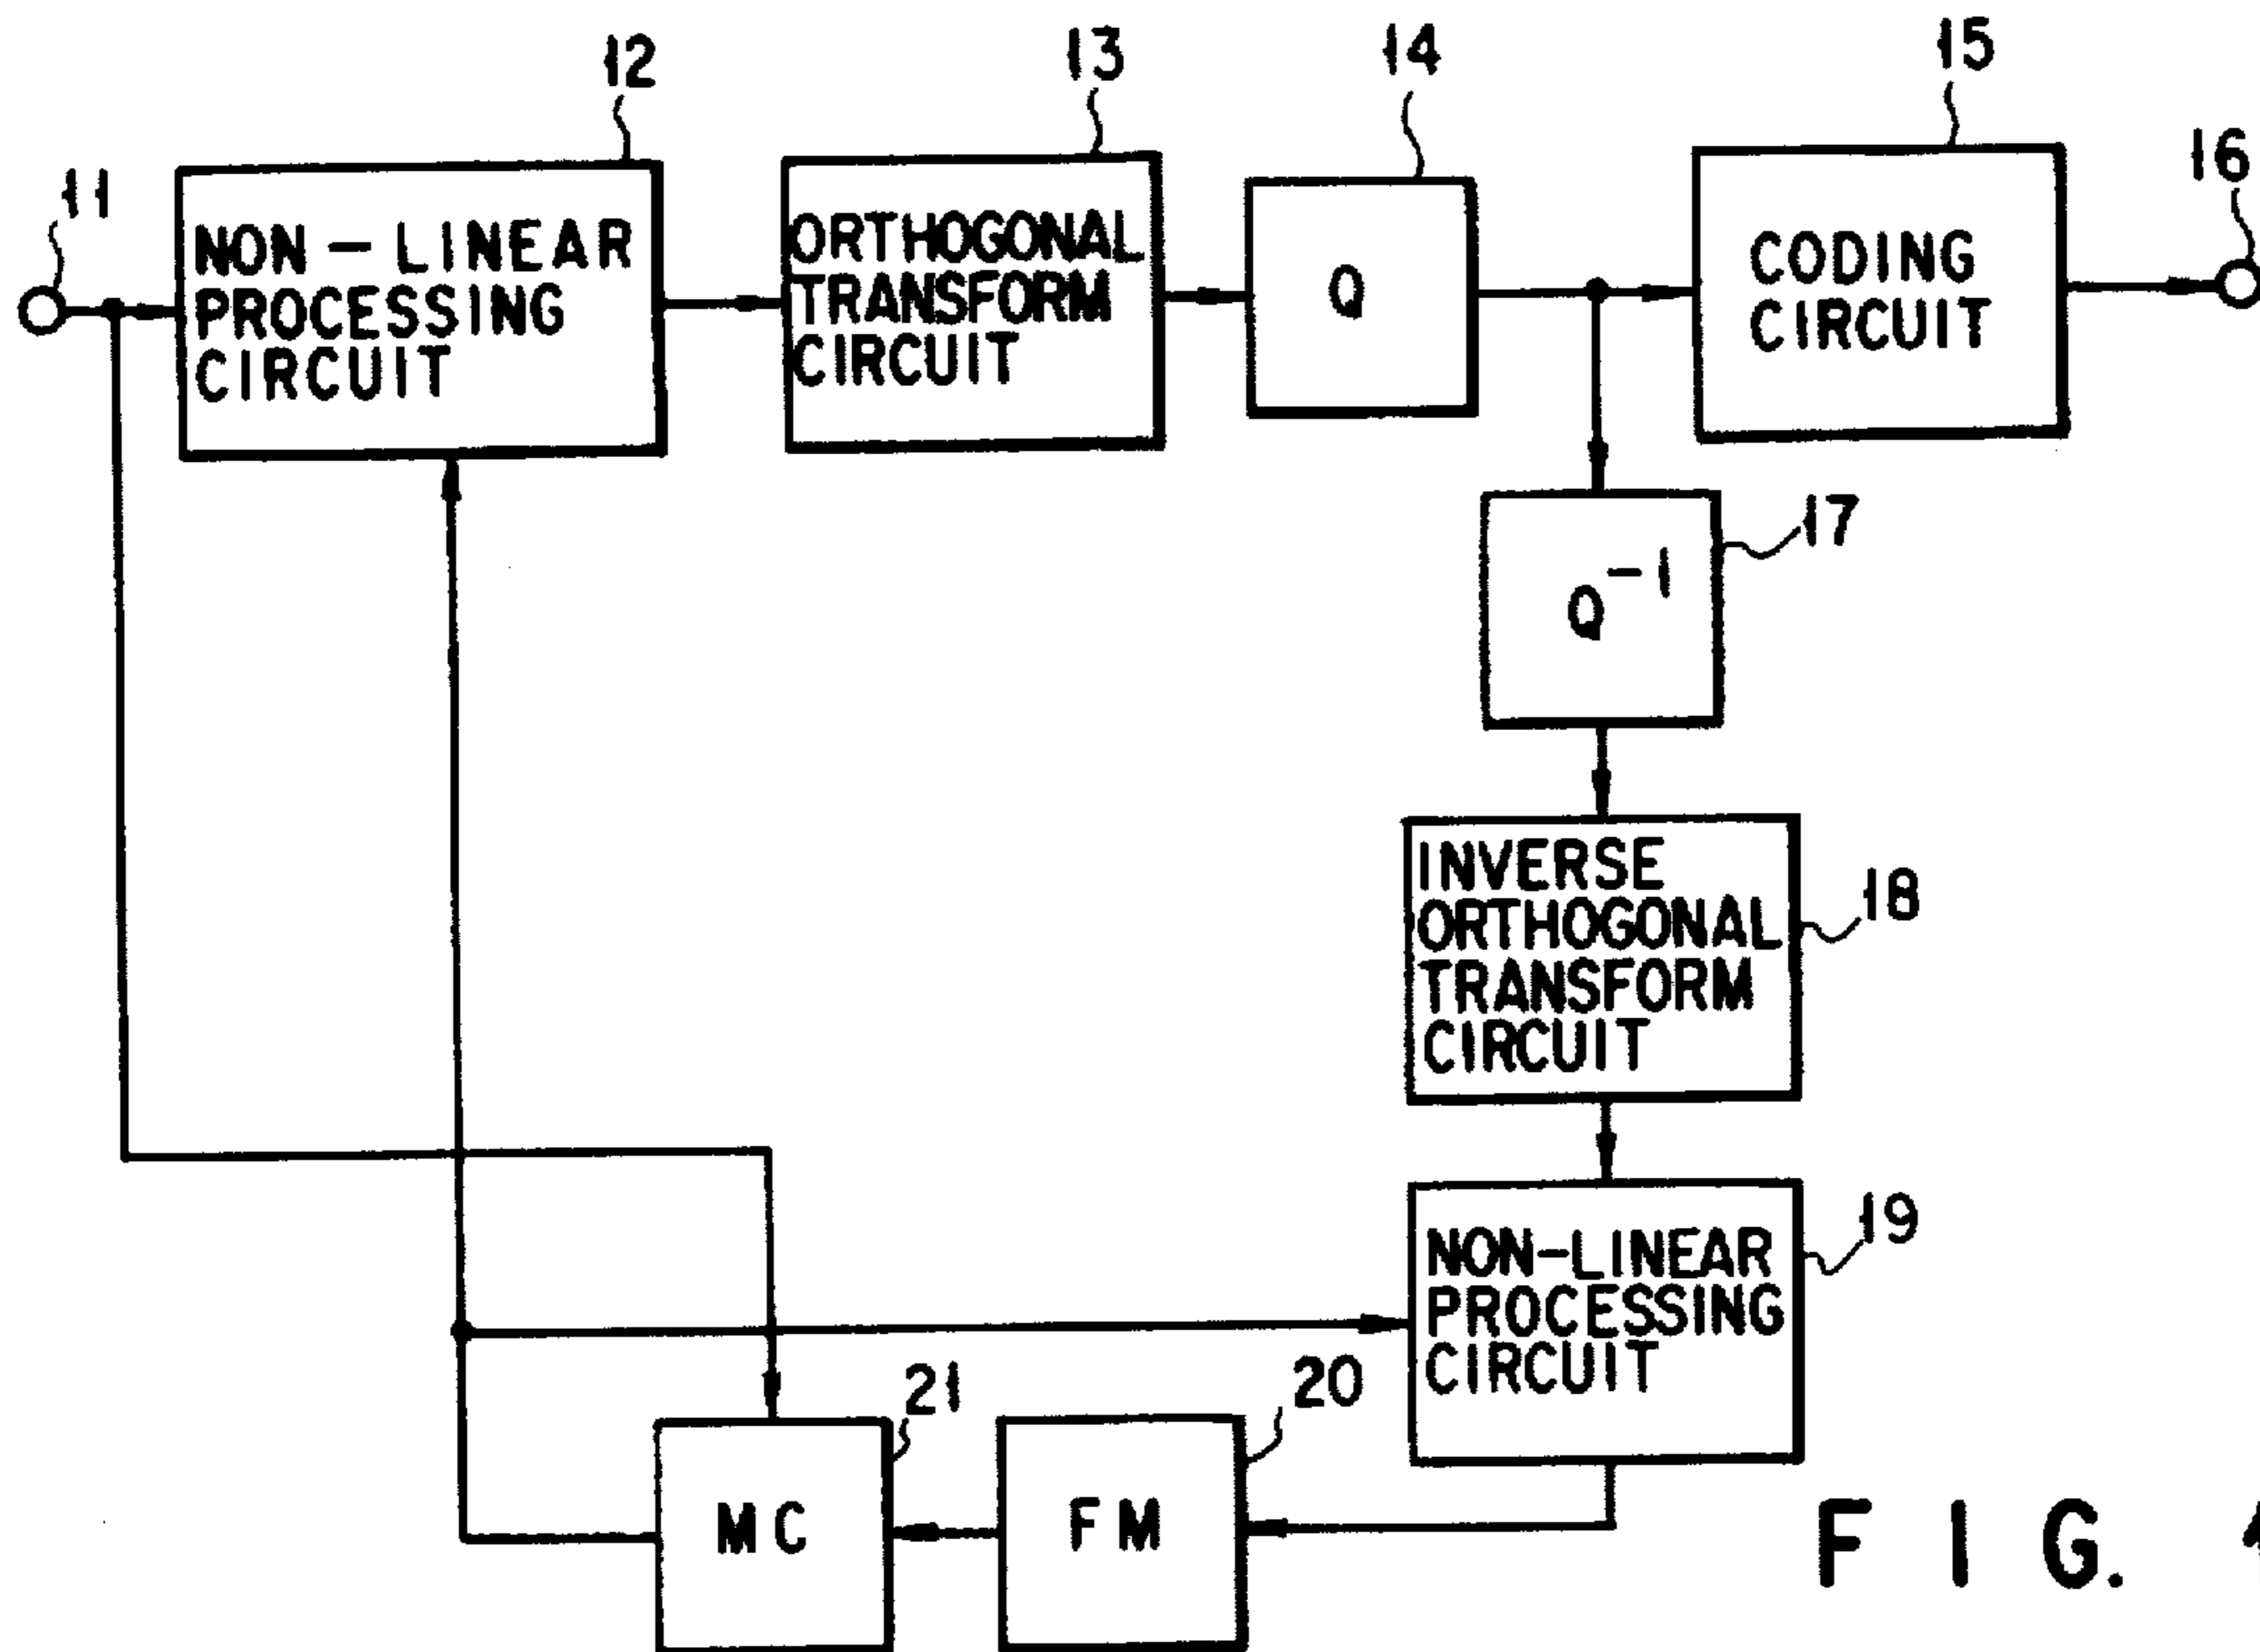 11
12
NON – LINEAR
PROCESSING
CIRCUIT
13
ORTHOGONAL
TRANSFORM
CIRCUIT
14
Q
15
CODING
CIRCUIT
16
17
Q⁻¹
18
INVERSE
ORTHOGONAL
TRANSFORM
CIRCUIT
19
NON-LINEAR
PROCESSING
CIRCUIT
20
FM
21
MC
FIG.